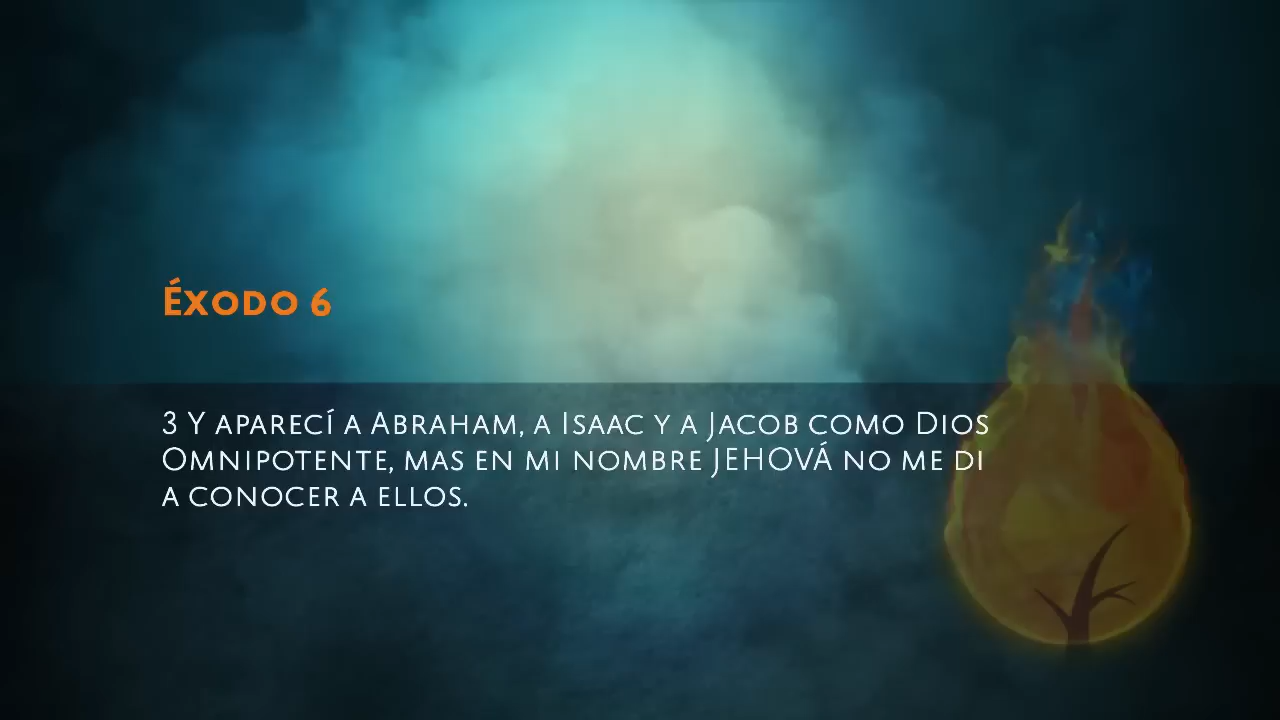 Éxodo 6
3 Y aparecí a Abraham, a Isaac y a Jacob como Dios
Omnipotente, mas en mi nombre JEHOVÁ no me di
a conocer a ellos.